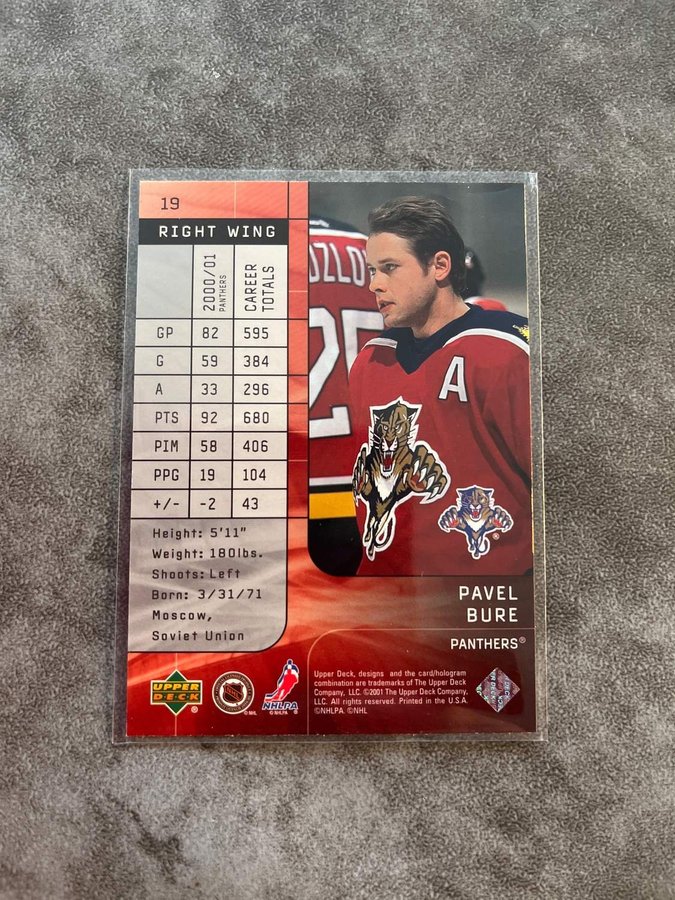 19
RIGHT WING
2000/01
PANTHERS
CAREER
TOTALS
GP 82 595
G 59 384
A 33 296
PTS 92 680
PIM 58 406
PPG 19 104
+/- -2 43
Height: 5'11"
Weight: 180lbs.
Shoots: Left
Born: 3/31/71
Moscow,
Soviet Union
OZLO
25
A
®
PAVEL
BURE
PANTHERS®
UPPER
DECK
©NHL
NHLPA
©NHLPA
Upper Deck, designs and the card/hologram
combination are trademarks of The Upper Deck
Company, LLC. ©2001 The Upper Deck Company,
LLC. All rights reserved. Printed in the U.S.A.
©NHLPA. ©NHL